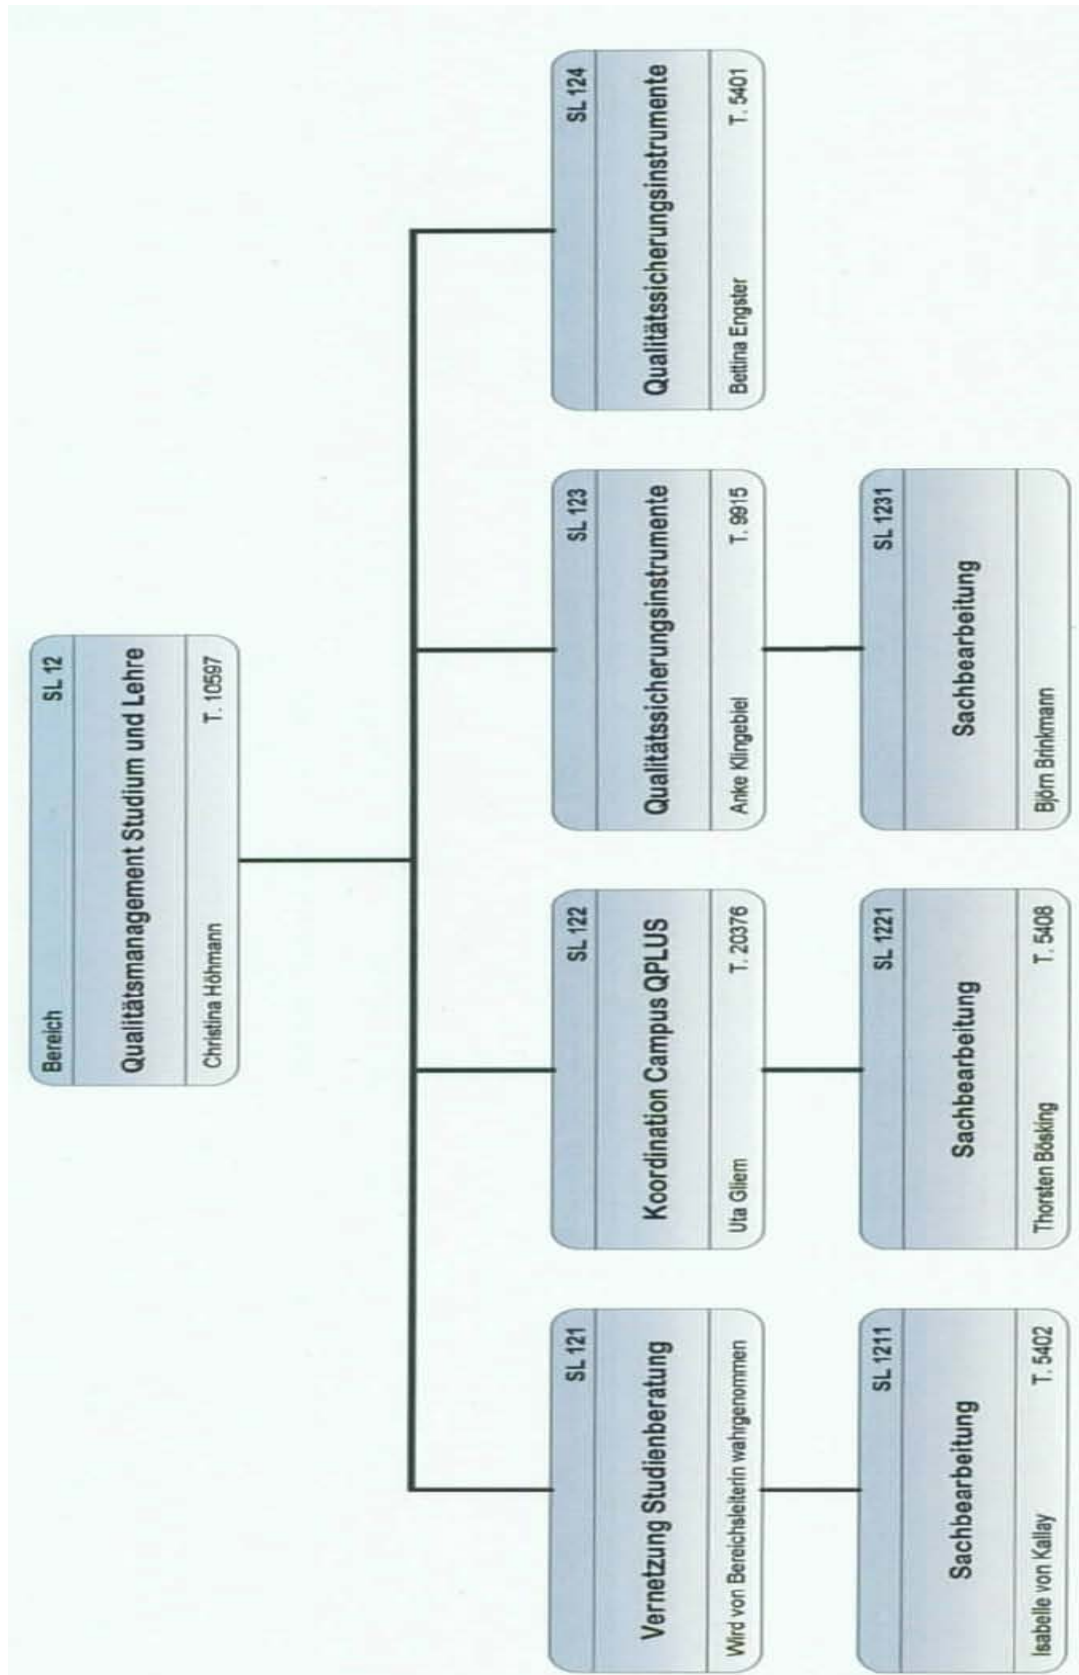 Bereich SL 12
Qualitätsmanagement Studium und Lehre
Christina Höhmann T. 10597
SL 121
Vernetzung Studienberatung
Wird von Bereichsleiterin wahrgenommen
SL 122
Koordination Campus QPLUS
Uta Gliem T. 20376
SL 123
Qualitätssicherungsinstrumente
Anke Klingebiel T. 9915
SL 124
Qualitätssicherungsinstrumente
Bettina Engster T. 5401
SL 1211
Sachbearbeitung
Isabelle von Kallay T. 5402
SL 1221
Sachbearbeitung
Thorsten Bösking T. 5408
SL 1231
Sachbearbeitung
Björn Brinkmann